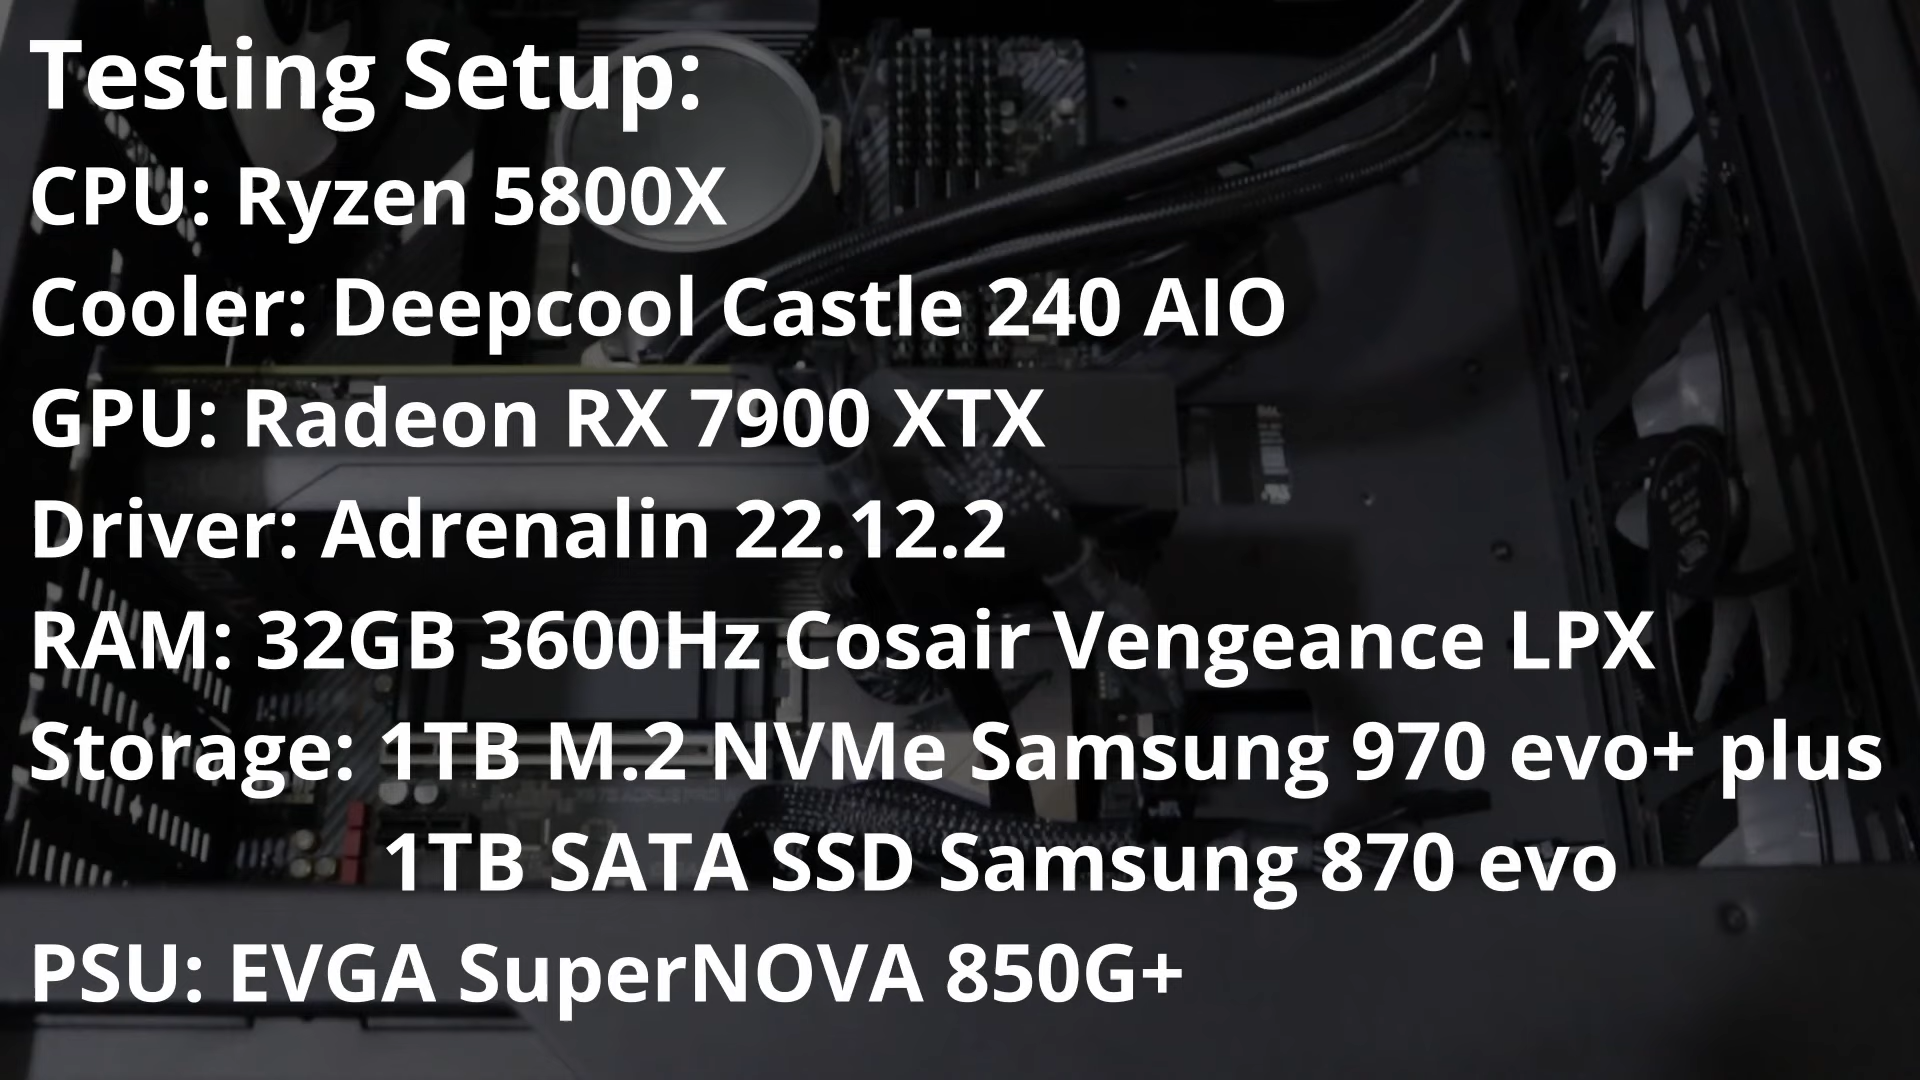 Testing Setup:
CPU: Ryzen 5800X
Cooler: Deepcool Castle 240 AIO
GPU: Radeon RX 7900 XTX
Driver: Adrenalin 22.12.2
RAM: 32GB 3600Hz Cosair Vengeance LPX
Storage: 1TB M.2 NVMe Samsung 970 evo+ plus
1TB SATA SSD Samsung 870 evo
PSU: EVGA SuperNOVA 850G+